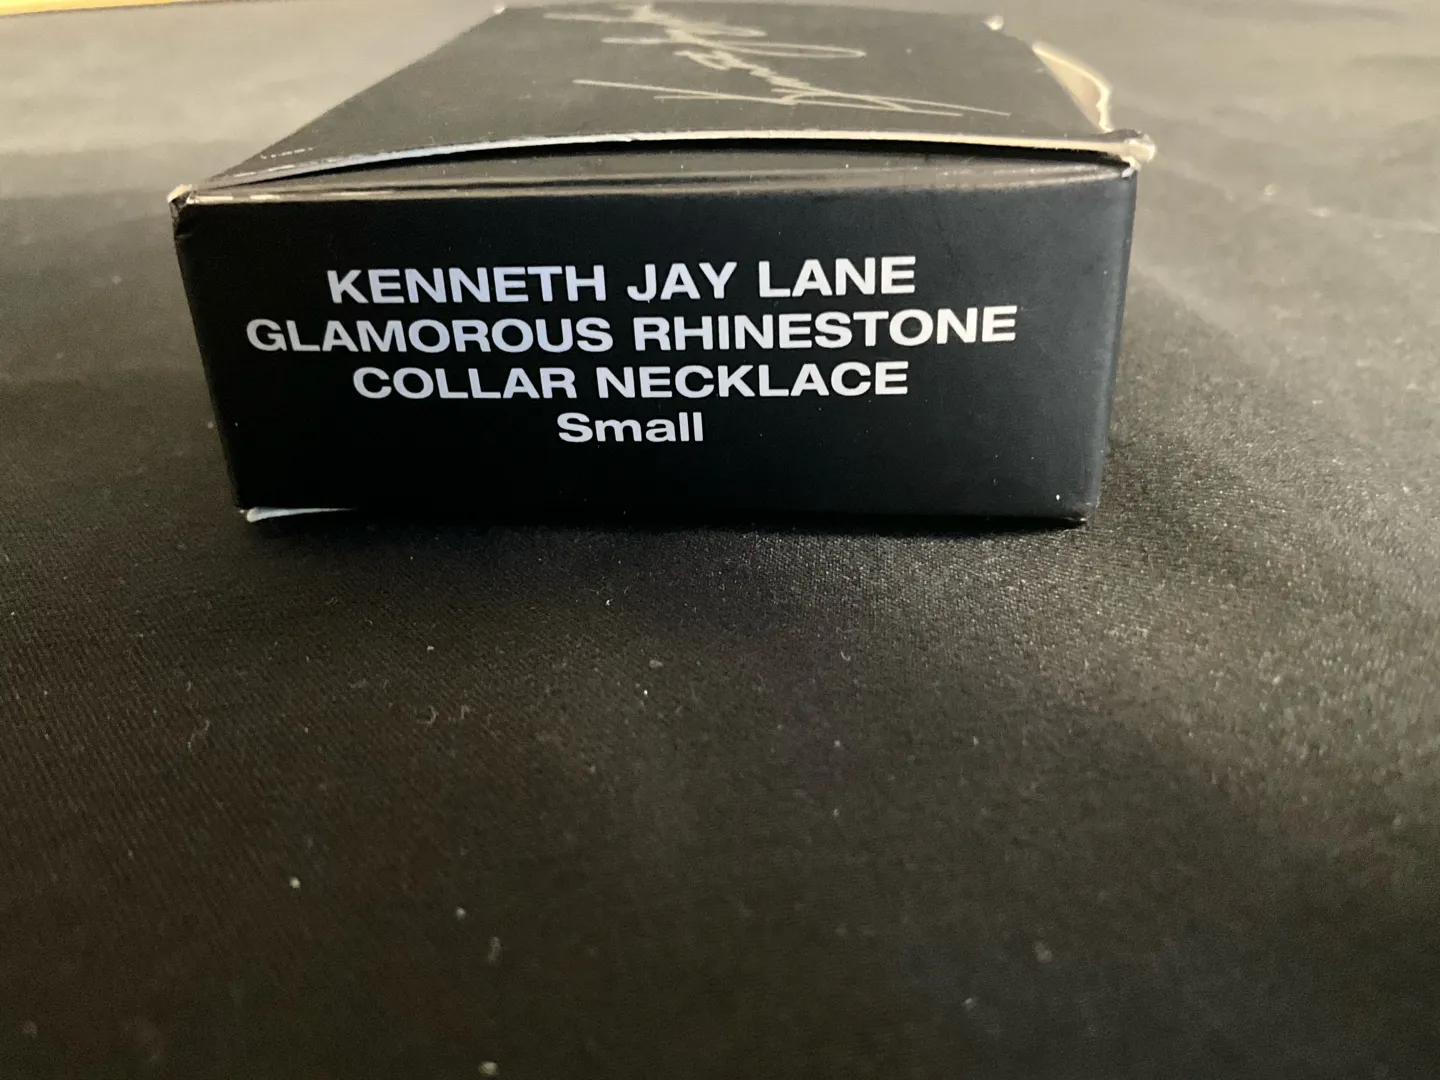 KENNETH JAY LANE
GLAMOROUS RHINESTONE
COLLAR NECKLACE
Small